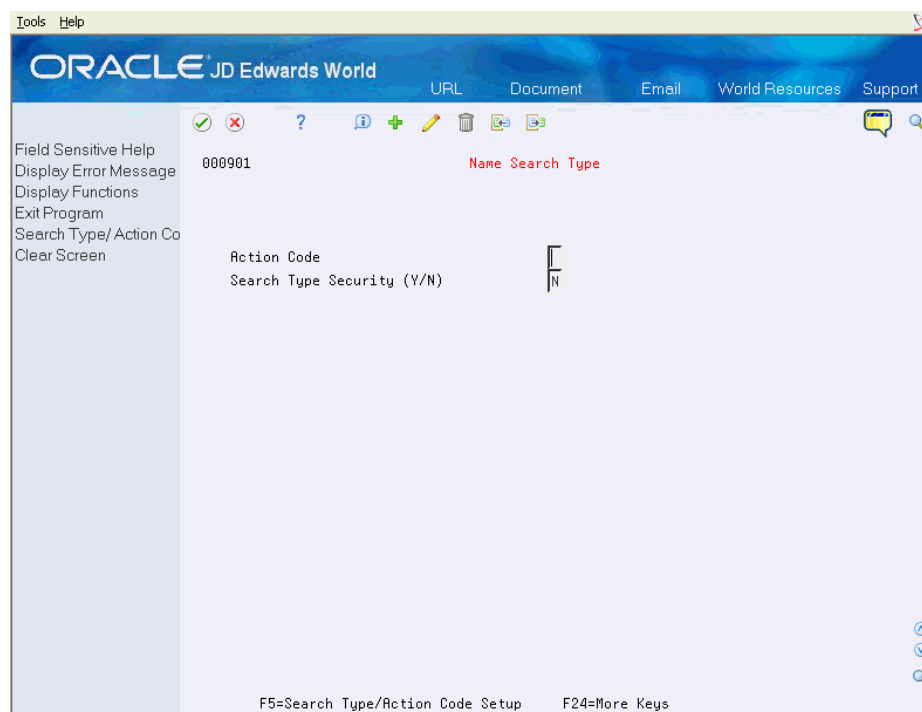 Tools Help
ORACLE JD Edwards World
URL Document Email World Resources Support
Field Sensitive Help
Display Error Message
Display Functions
Exit Program
Search Type/ Action Co
Clear Screen
000901 Name Search Type
Action Code
Search Type Security (Y/N) N
F5=Search Type/Action Code Setup F24=More Keys